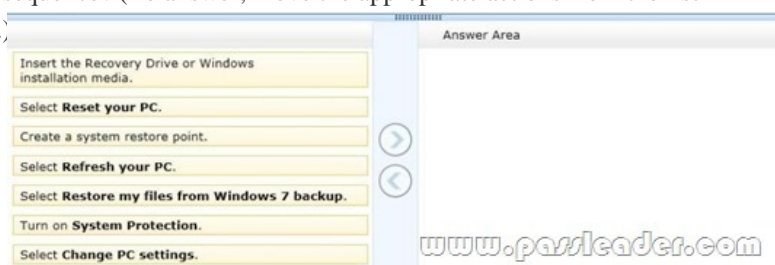 Answer Area
Insert the Recovery Drive or Windows
installation media.
Select Reset your PC.
Create a system restore point.
Select Refresh your PC.
Select Restore my files from Windows 7 backup.
Turn on System Protection.
Select Change PC settings.
www.passleader.com